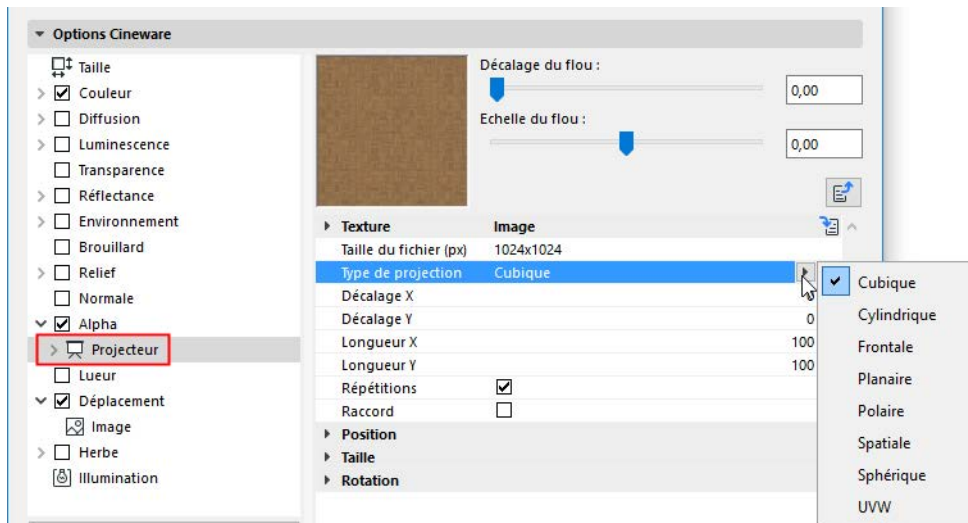 Options Cineware
Taille
Couleur
Diffusion
Luminescence
Transparence
Réflectance
Environnement
Brouillard
Relief
Normale
Alpha
Projecteur
Lueur
Déplacement
Image
Herbe
Illumination
Décalage du flou :
0,00
Echelle du flou :
0,00
Texture Image
Taille du fichier (px) 1024x1024
Type de projection Cubique
Décalage X
Décalage Y 0
Longueur X 100
Longueur Y 100
Répétitions
Raccord
Position
Taille
Rotation
Cubique
Cylindrique
Frontale
Planaire
Polaire
Spatiale
Sphérique
UVW